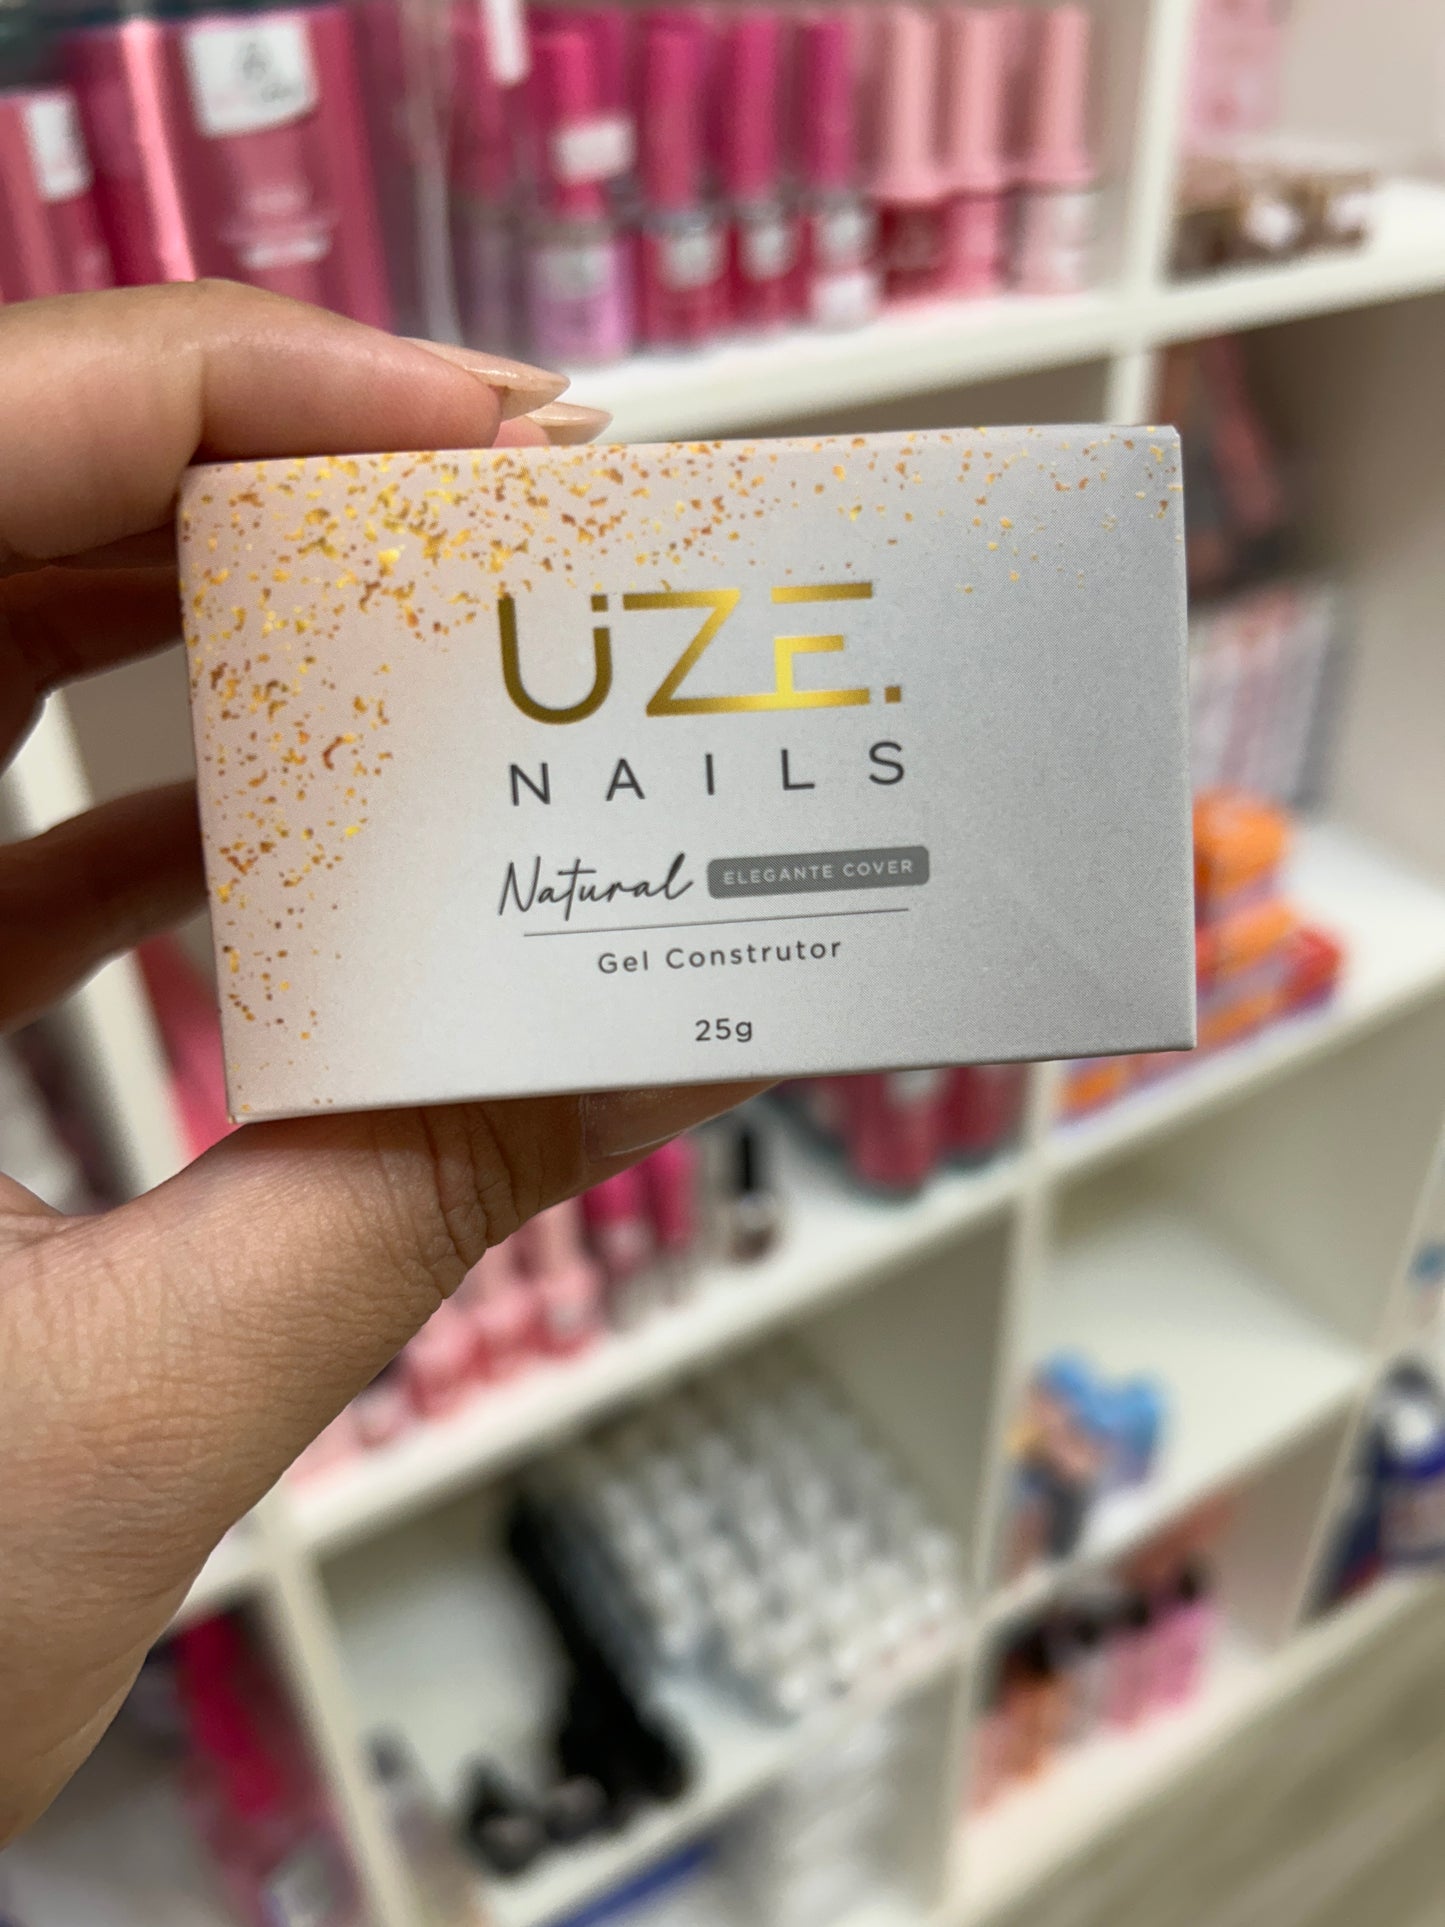 UZE.
NAILS
Natural ELEGANTE COVER
Gel Construtor
25g